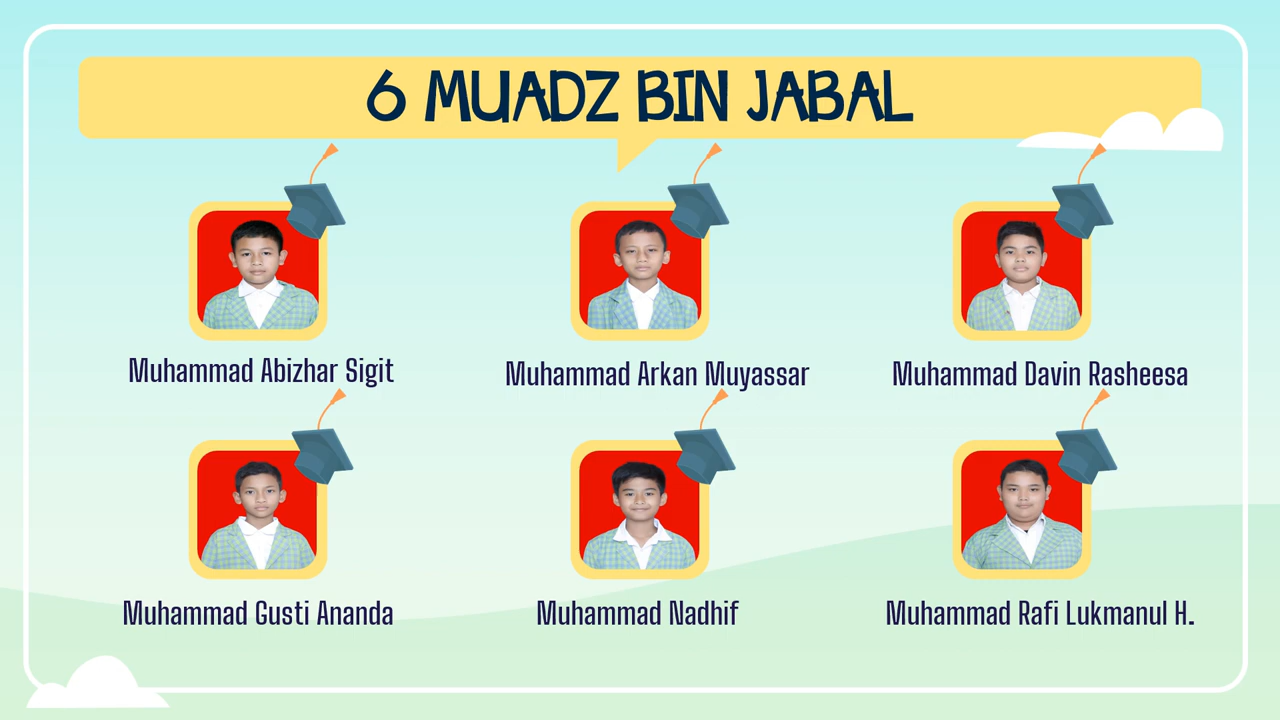 6 MUADZ BIN JABAL
Muhammad Abizhar Sigit
Muhammad Arkan Muyassar
Muhammad Davin Rasheesa
Muhammad Gusti Ananda
Muhammad Nadhif
Muhammad Rafi Lukmanul H.